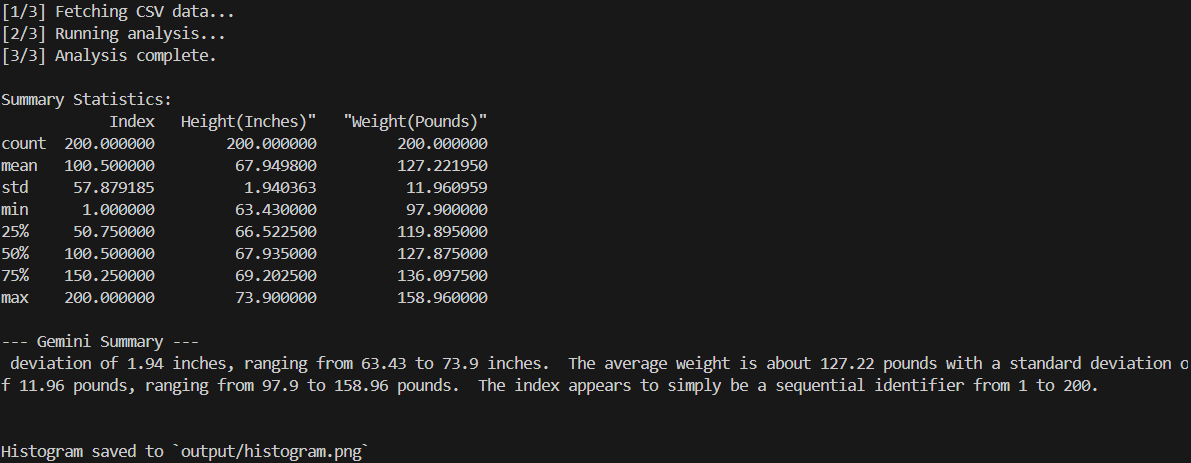 [1/3] Fetching CSV data...
[2/3] Running analysis...
[3/3] Analysis complete.

Summary Statistics:
            Index   Height(Inches)"   "Weight(Pounds)"
count  200.000000        200.000000         200.000000
mean   100.500000         67.949800         127.221950
std     57.879185          1.940363          11.960959
min      1.000000         63.430000          97.900000
25%     50.750000         66.522500         119.895000
50%    100.500000         67.935000         127.875000
75%    150.250000         69.202500         136.097500
max    200.000000         73.900000         158.960000

--- Gemini Summary ---
 deviation of 1.94 inches, ranging from 63.43 to 73.9 inches.  The average weight is about 127.22 pounds with a standard deviation o
f 11.96 pounds, ranging from 97.9 to 158.96 pounds.  The index appears to simply be a sequential identifier from 1 to 200.


Histogram saved to `output/histogram.png`